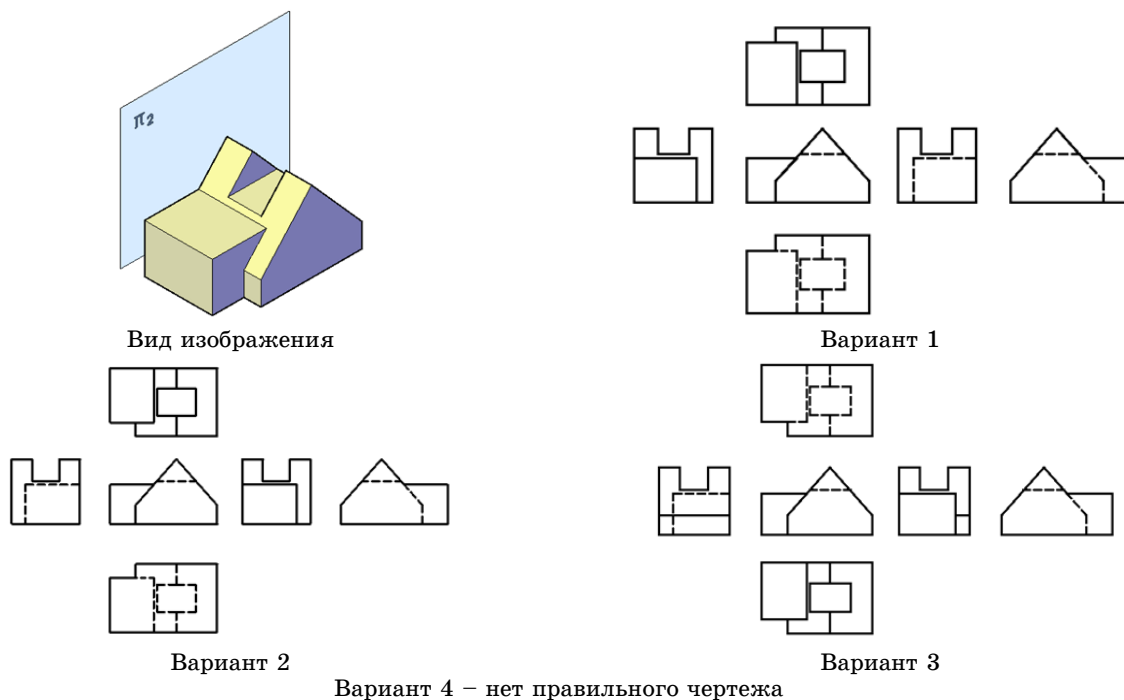 π2
Вид изображения
Вариант 1
Вариант 2
Вариант 3
Вариант 4 – нет правильного чертежа